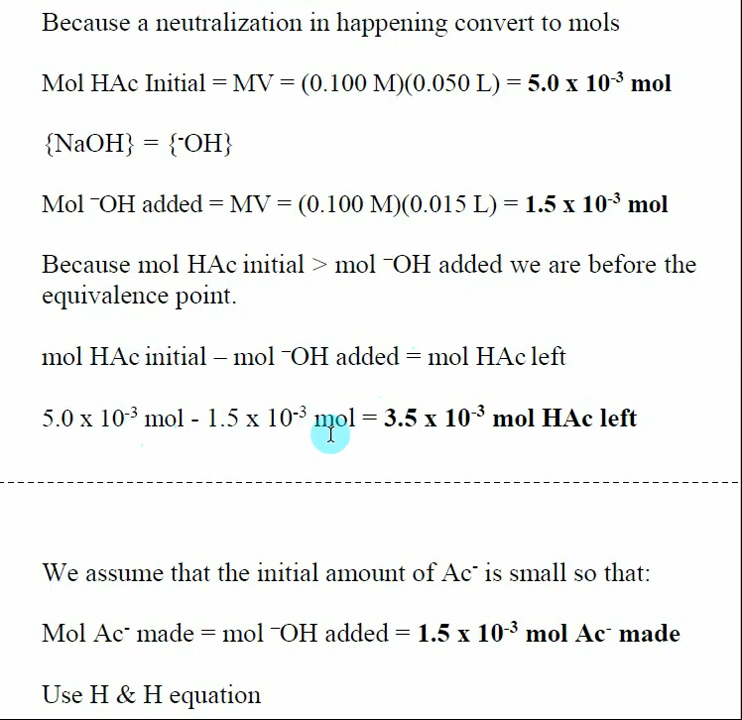 Because a neutralization in happening convert to mols
Mol HAc Initial = MV = (0.100 M)(0.050 L) = 5.0 x 10⁻³ mol
{NaOH} = {⁻OH}
Mol ⁻OH added = MV = (0.100 M)(0.015 L) = 1.5 x 10⁻³ mol
Because mol HAc initial > mol ⁻OH added we are before the
equivalence point.
mol HAc initial – mol ⁻OH added = mol HAc left
5.0 x 10⁻³ mol - 1.5 x 10⁻³ mol = 3.5 x 10⁻³ mol HAc left
We assume that the initial amount of Ac⁻ is small so that:
Mol Ac⁻ made = mol ⁻OH added = 1.5 x 10⁻³ mol Ac⁻ made
Use H & H equation